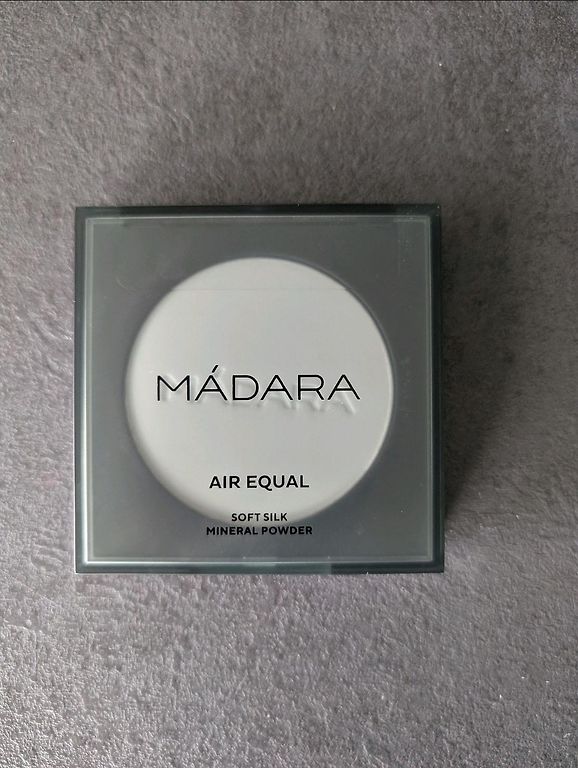 MÁDARA
AIR EQUAL
SOFT SILK
MINERAL POWDER